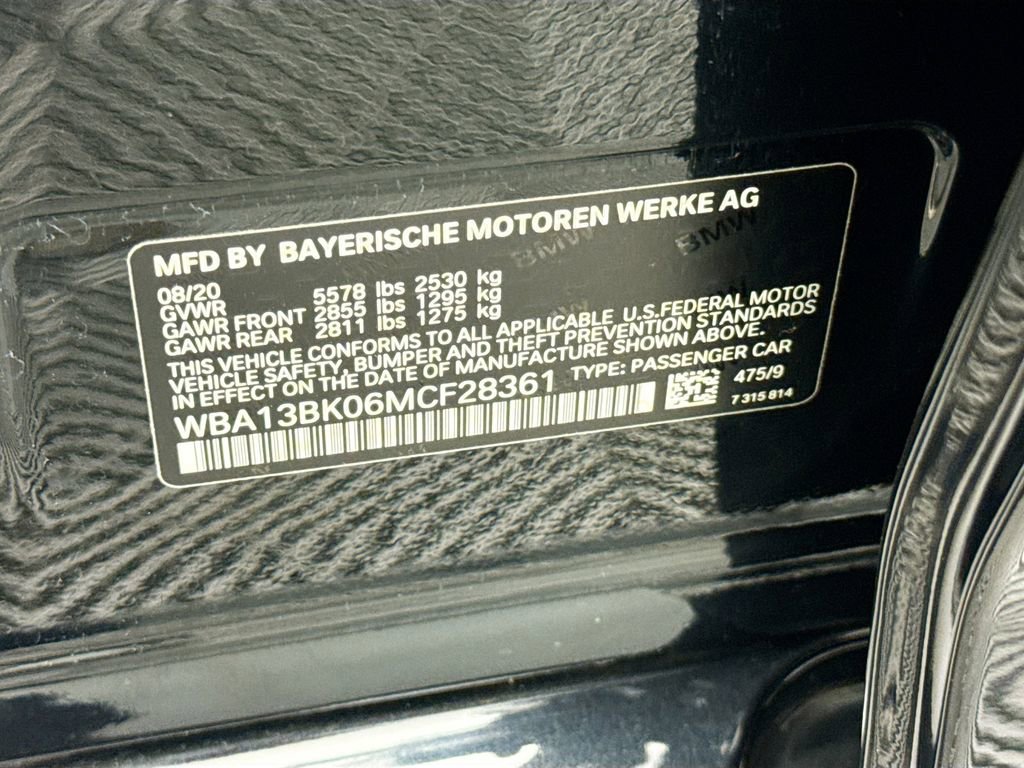 MFD BY BAYERISCHE MOTOREN WERKE AG
08/20
GVWR 5578 lbs 2530 kg
GAWR FRONT 2855 lbs 1295 kg
GAWR REAR 2811 lbs 1275 kg
THIS VEHICLE CONFORMS TO ALL APPLICABLE U.S.FEDERAL MOTOR
VEHICLE SAFETY, BUMPER AND THEFT PREVENTION STANDARDS
IN EFFECT ON THE DATE OF MANUFACTURE SHOWN ABOVE.
WBA13BK06MCF28361 TYPE: PASSENGER CAR
475/9
7 315 814
BMW
BMW